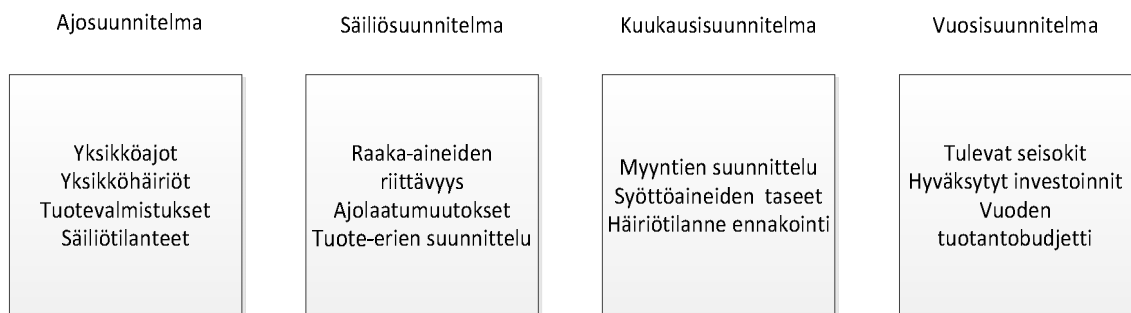 Ajosuunnitelma
Yksikköajot
Yksikköhäiriöt
Tuotevalmistukset
Säiliötilanteet
Säiliösuunnitelma
Raaka-aineiden
riittävyys
Ajolaatumuutokset
Tuote-erien suunnittelu
Kuukausisuunnitelma
Myyntien suunnittelu
Syöttöaineiden taseet
Häiriötilanne ennakointi
Vuosisuunnitelma
Tulevat seisokit
Hyväksytyt investoinnit
Vuoden
tuotantobudjetti